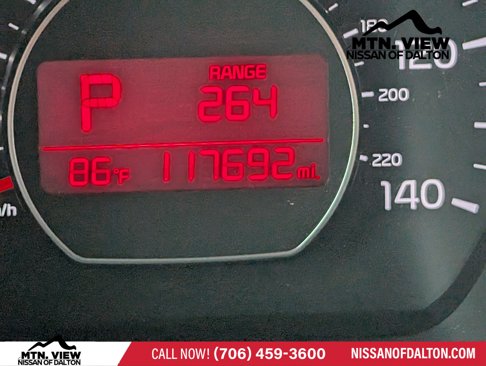 MTN. VIEW
NISSAN OF DALTON
180
120
RANGE
P
264
200
86°F 117692 mi.
220
140
/h
MTN. VIEW
NISSAN OF DALTON
CALL NOW! (706) 459-3600
NISSANOFDALTON.COM